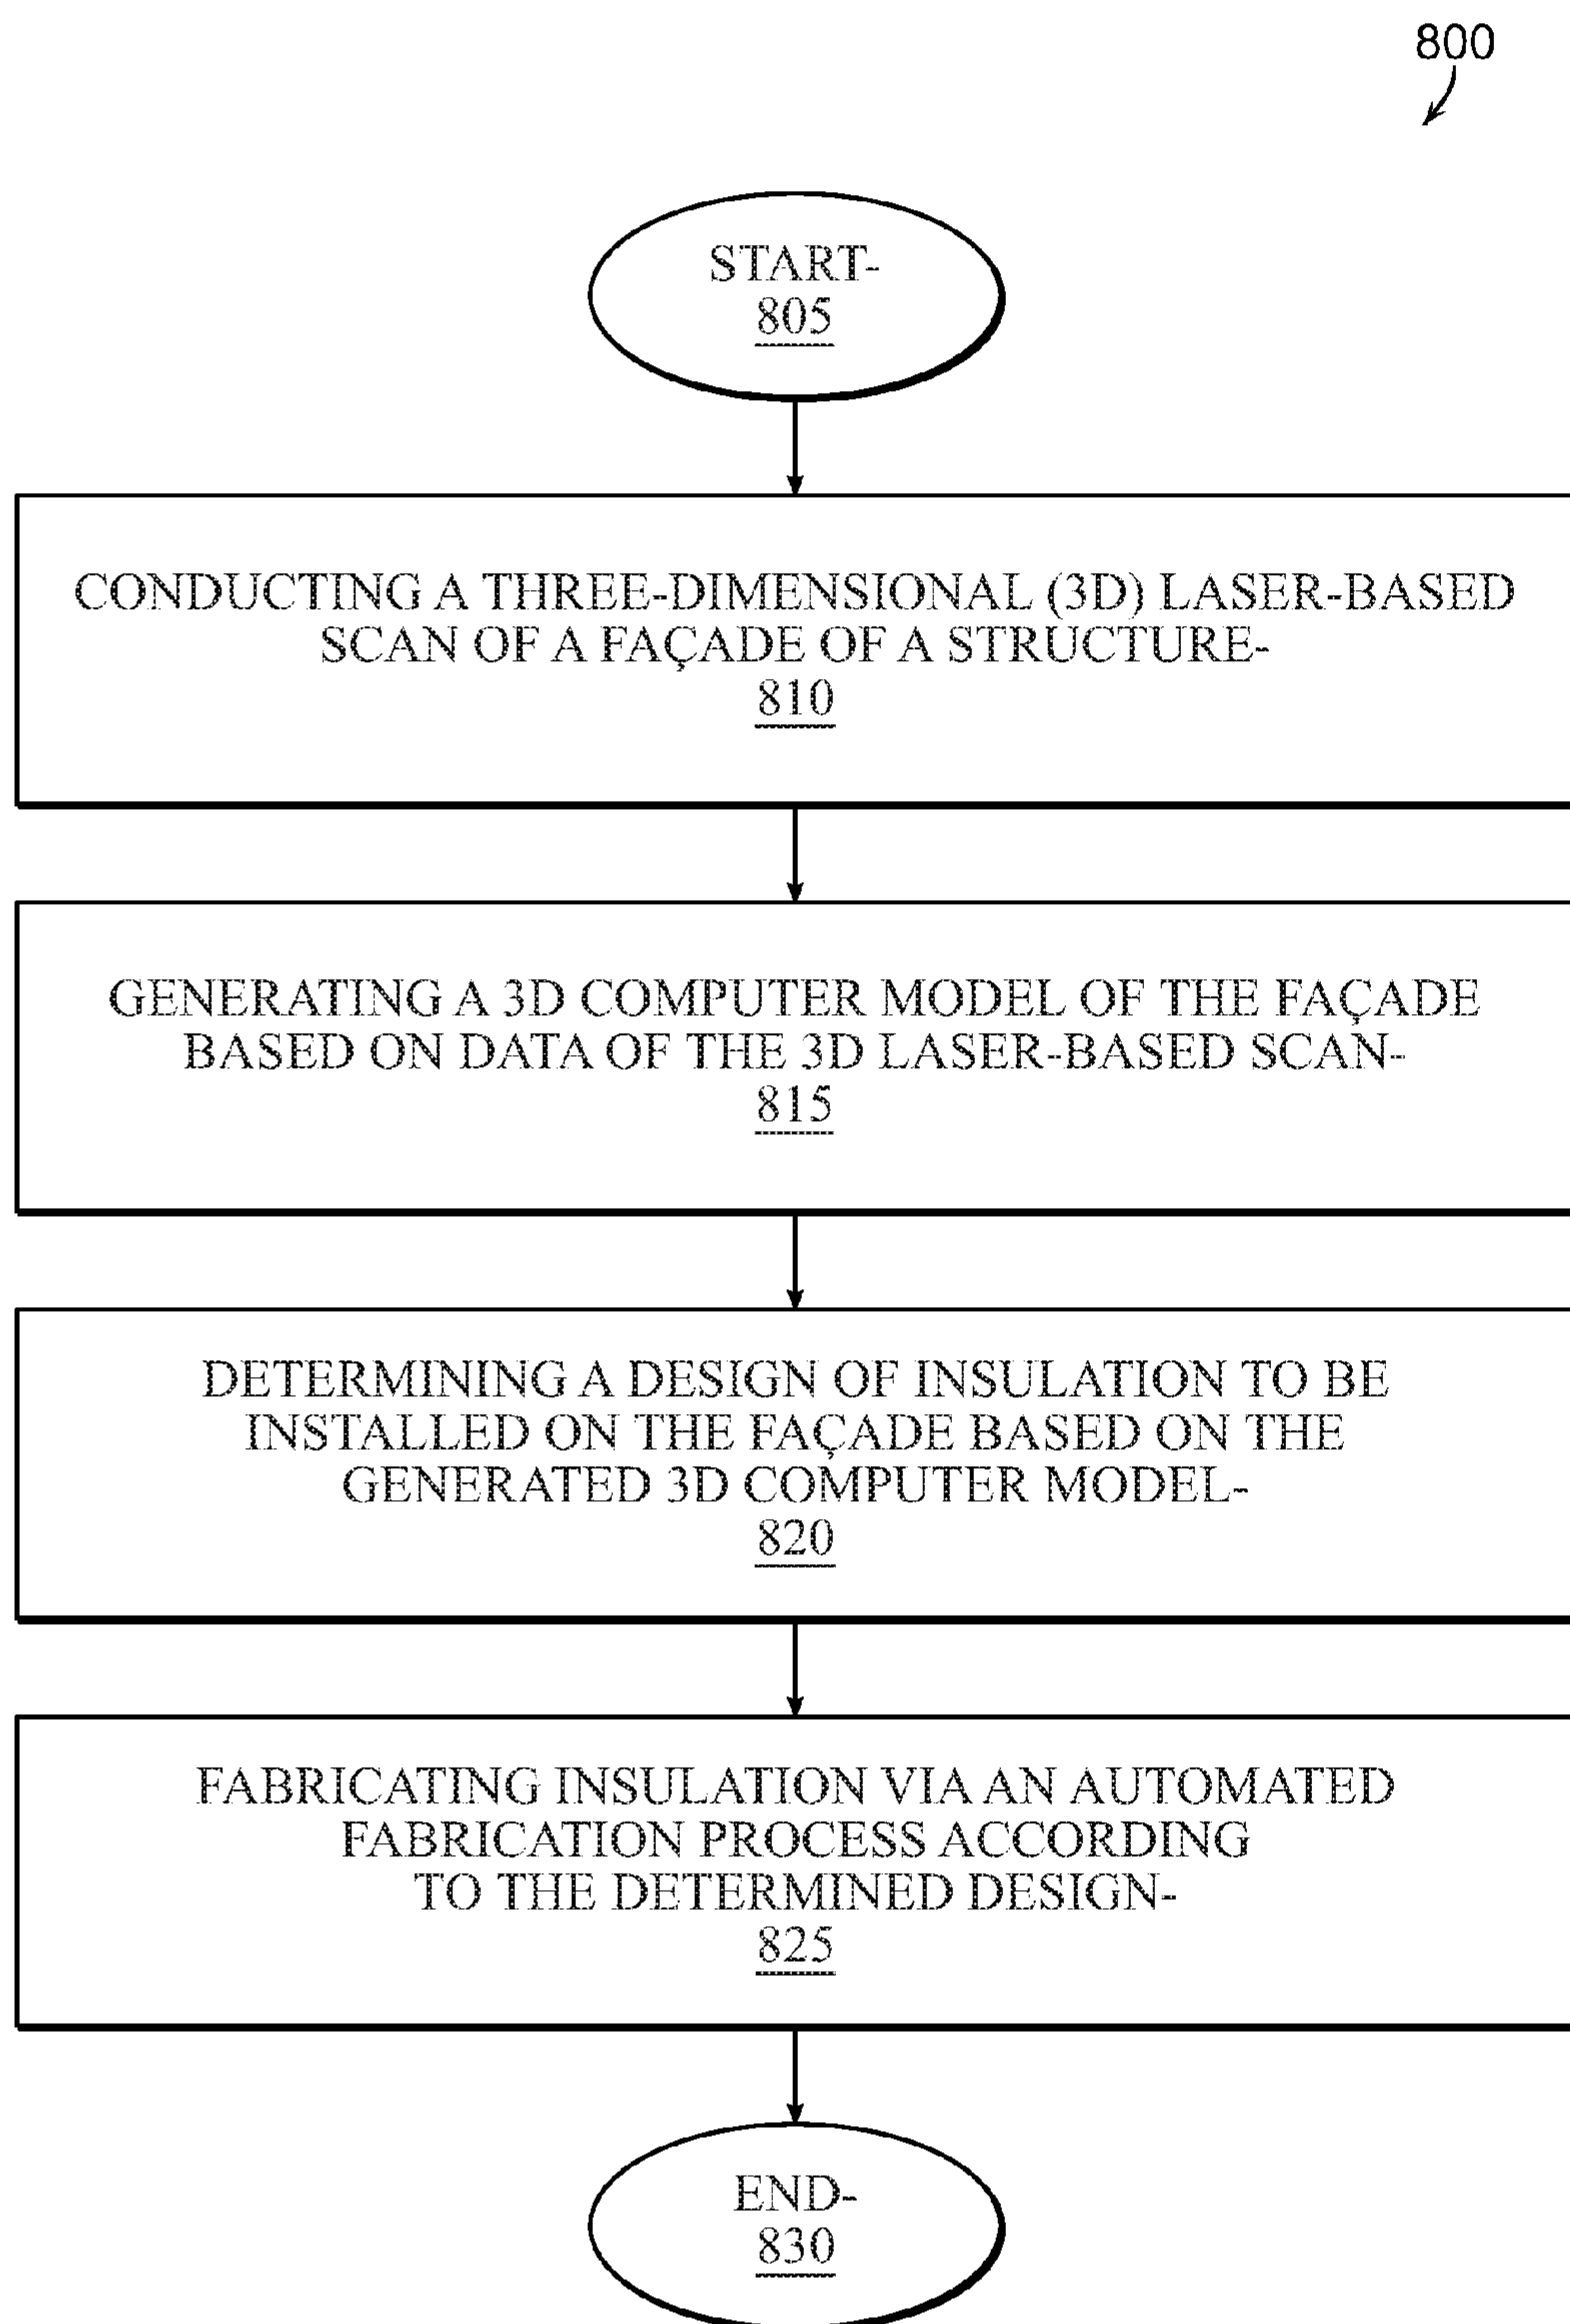 800
START-
805
CONDUCTING A THREE-DIMENSIONAL (3D) LASER-BASED
SCAN OF A FAÇADE OF A STRUCTURE-
810
GENERATING A 3D COMPUTER MODEL OF THE FAÇADE
BASED ON DATA OF THE 3D LASER-BASED SCAN-
815
DETERMINING A DESIGN OF INSULATION TO BE
INSTALLED ON THE FAÇADE BASED ON THE
GENERATED 3D COMPUTER MODEL-
820
FABRICATING INSULATION VIA AN AUTOMATED
FABRICATION PROCESS ACCORDING
TO THE DETERMINED DESIGN-
825
END-
830